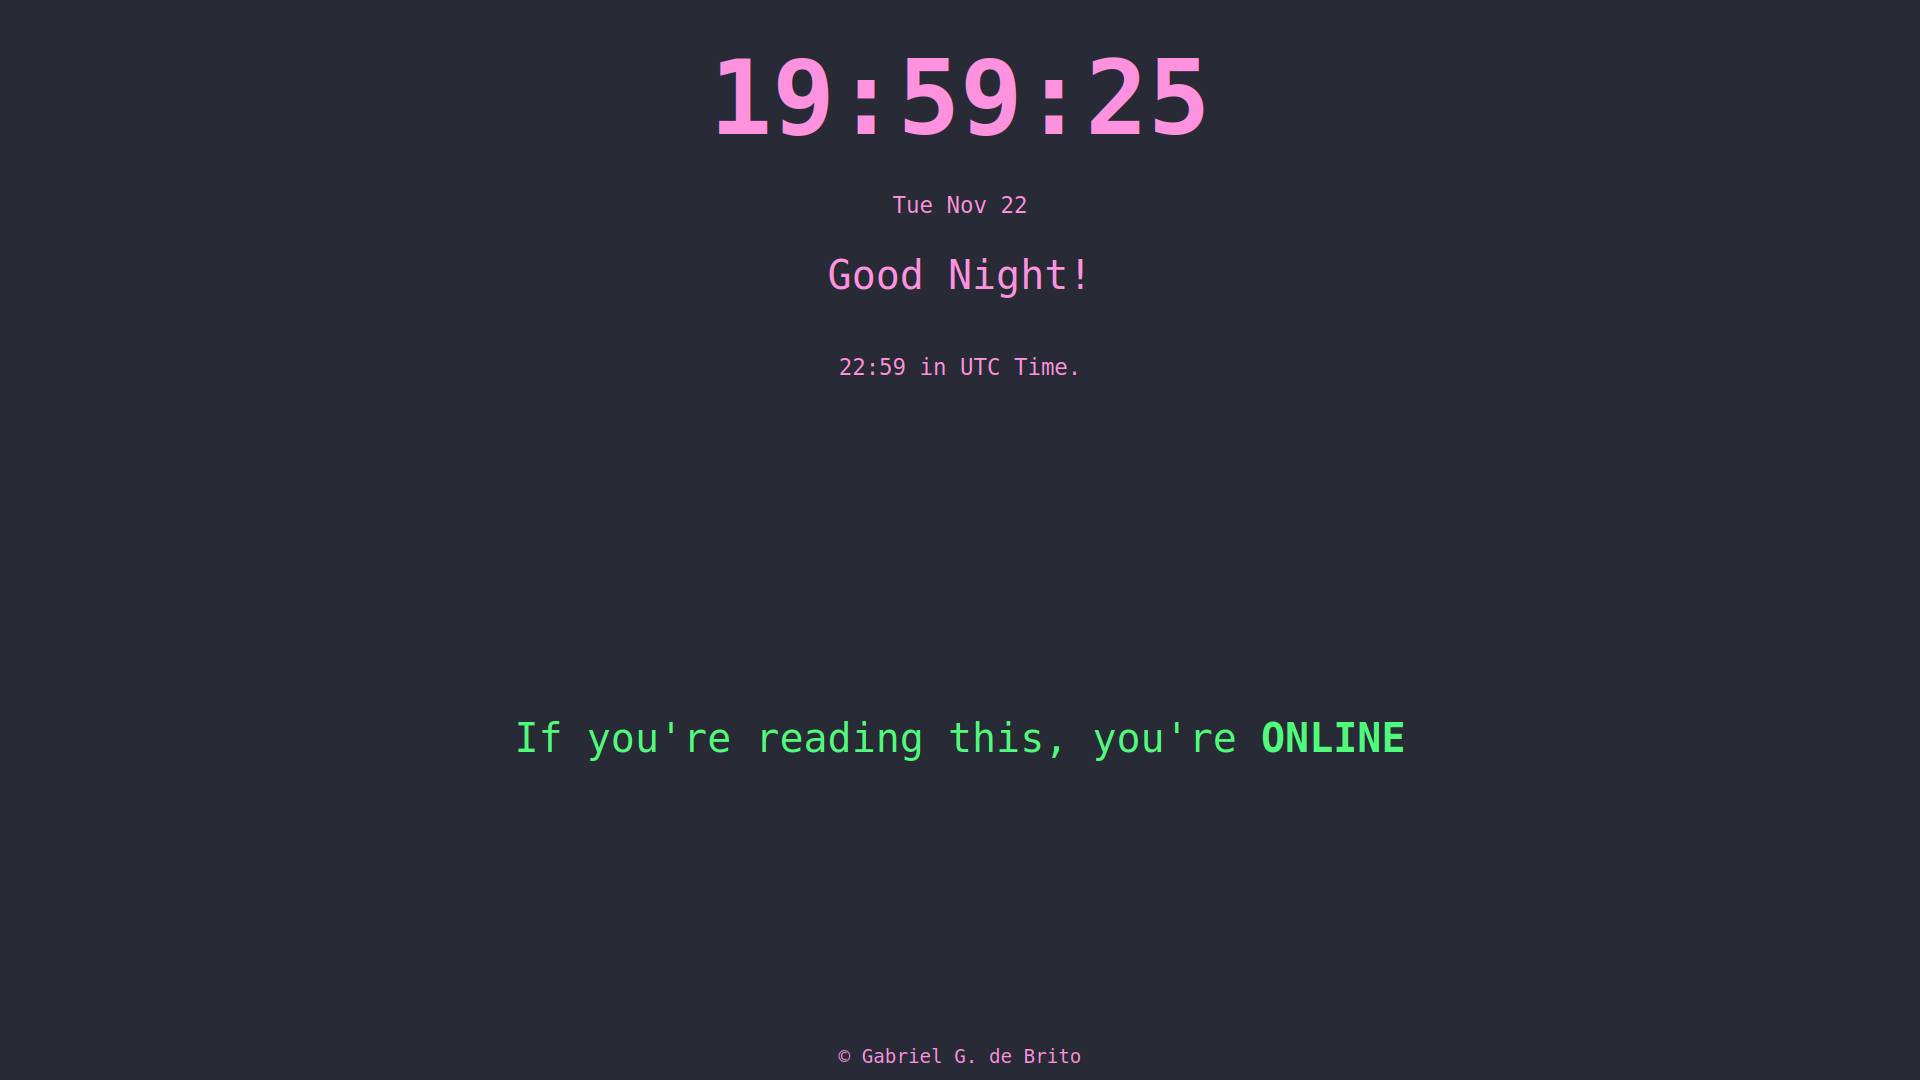 19:59:25
Tue Nov 22
Good Night!
22:59 in UTC Time.
If you're reading this, you're ONLINE
© Gabriel G. de Brito